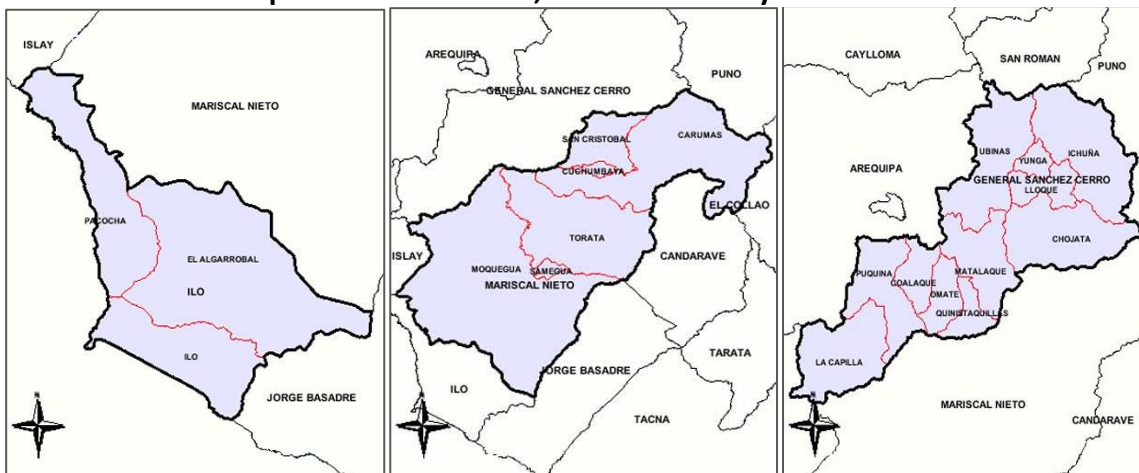 ISLAY
MARISCAL NIETO
PACOCHA
EL ALGARROBAL
ILO
ILO
JORGE BASADRE
N
AREQUIPA
PUNO
GENERAL SANCHEZ CERRO
SAN CRISTOBAL
CARUMAS
CUCHUMBAYA
EL COLLAO
TORATA
ISLAY
CANDARAVE
MOQUEGUA
SAMEGUA
MARISCAL NIETO
TARATA
JORGE BASADRE
ILO
TACNA
N
CAYLLOMA
SAN ROMAN
PUNO
UBINAS
ICHUÑA
YUNGA
AREQUIPA
GENERAL SANCHEZ CERRO
LLOQUE
CHOJATA
PUQUINA
MATALAQUE
COALAQUE
OMATE
QUINISTAQUILLAS
LA CAPILLA
MARISCAL NIETO
CANDARAVE
N